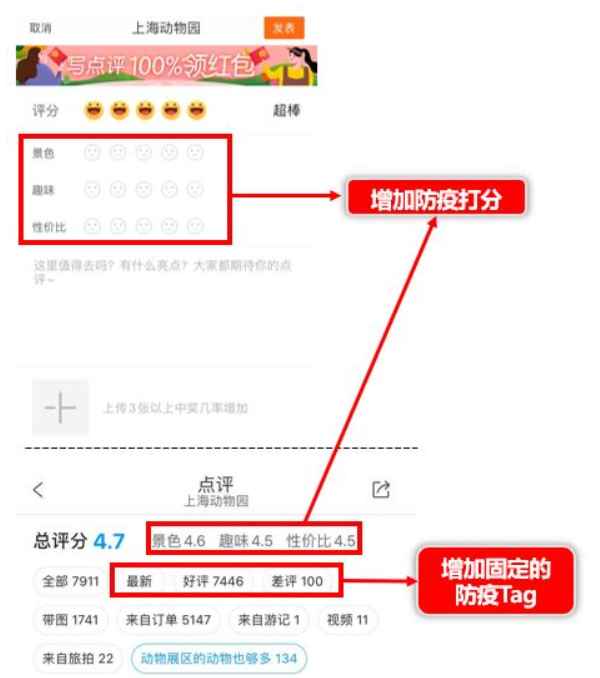 取消 上海动物园 发表
写点评100%领红包
评分 超棒
景色
趣味
性价比
增加防疫打分
这里值得去吗?有什么亮点?大家都期待你的点
评~
上传3张以上中奖几率增加
点评
上海动物园
总评分 4.7 景色 4.6 趣味 4.5 性价比 4.5
全部 7911 最新 好评 7446 差评 100
增加固定的
防疫Tag
带图 1741 来自订单 5147 来自游记 1 视频 11
来自旅拍 22 动物展区的动物也够多 134